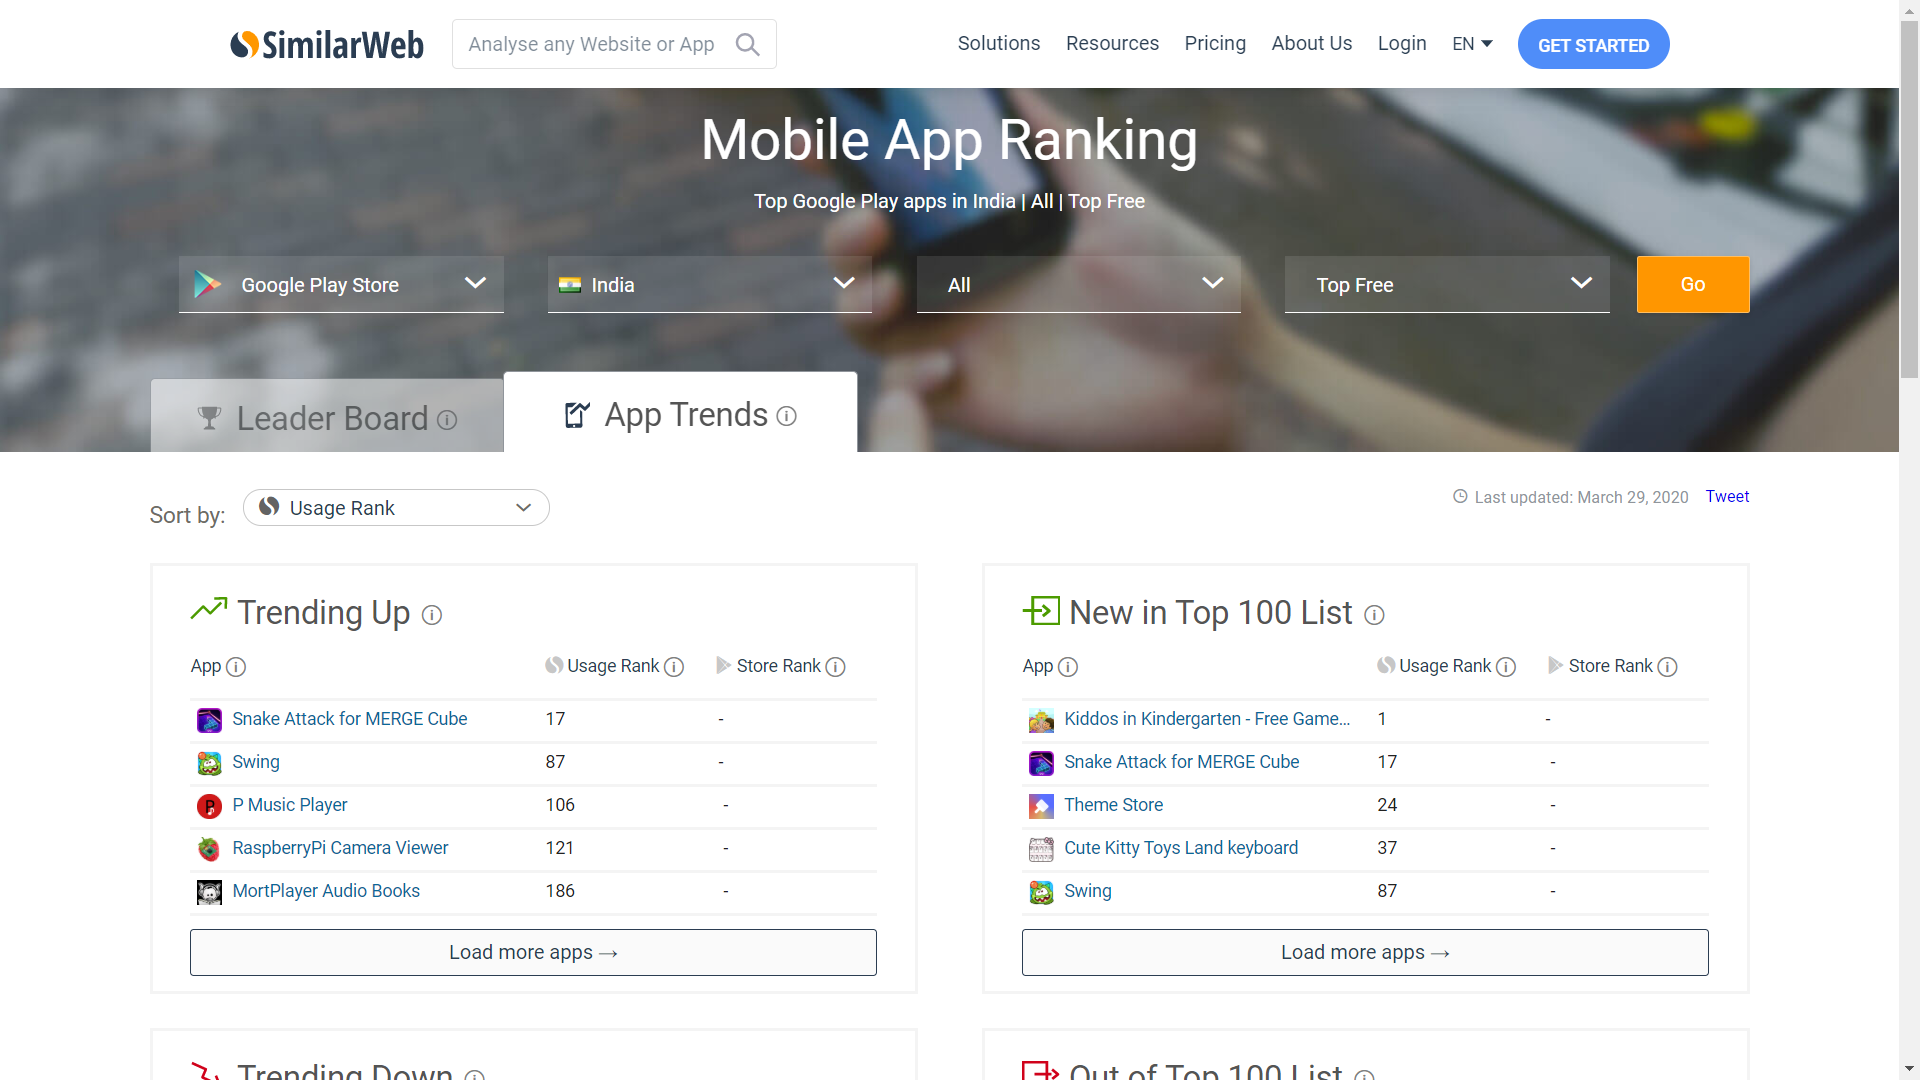 SimilarWeb
Analyse any Website or App
Solutions Resources Pricing About Us Login EN GET STARTED
Mobile App Ranking
Top Google Play apps in India | All | Top Free
Google Play Store India All Top Free Go
Leader Board App Trends
Sort by: Usage Rank
Last updated: March 29, 2020 Tweet
Trending Up
App Usage Rank Store Rank
Snake Attack for MERGE Cube 17 -
Swing 87 -
P Music Player 106 -
RaspberryPi Camera Viewer 121 -
MortPlayer Audio Books 186 -
Load more apps →
New in Top 100 List
App Usage Rank Store Rank
Kiddos in Kindergarten - Free Game... 1 -
Snake Attack for MERGE Cube 17 -
Theme Store 24 -
Cute Kitty Toys Land keyboard 37 -
Swing 87 -
Load more apps →
Trending Down
Out of Top 100 List